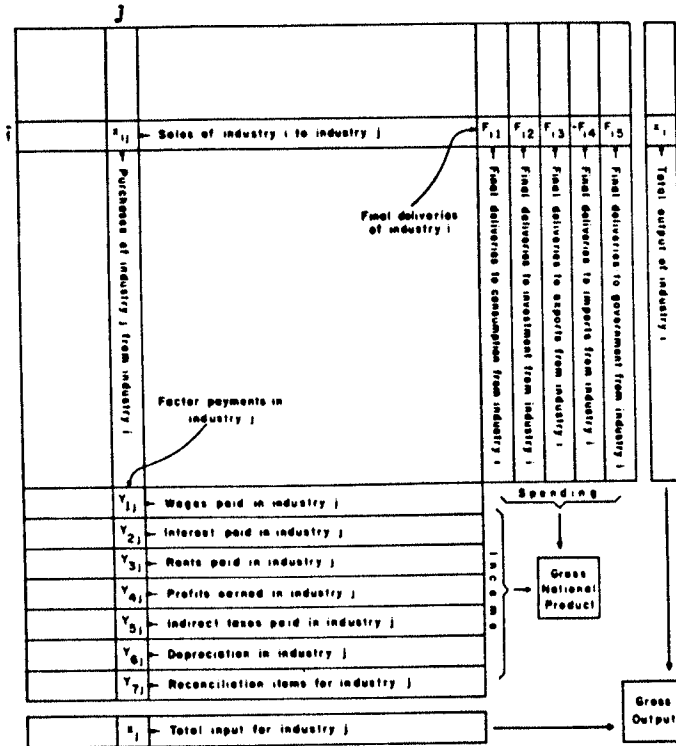 j
i
x_ij Sales of industry i to industry j
F_i1 F_i2 F_i3 -F_i4 F_i5 x_i
Purchases of industry j from industry i
Final deliveries
of industry i
Final deliveries to consumption from industry i
Final deliveries to investment from industry i
Final deliveries to exports from industry i
Final deliveries to imports from industry i
Final deliveries to government from industry i
Total output of industry i
Factor payments in
industry j
Y_1j Wages paid in industry j
Y_2j Interest paid in industry j
Y_3j Rents paid in industry j
Y_4j Profits earned in industry j
Y_5j Indirect taxes paid in industry j
Y_6j Depreciation in industry j
Y_7j Reconciliation items for industry j
Spending
Income
Gross
National
Product
x_j Total input for industry j
Gross
Output